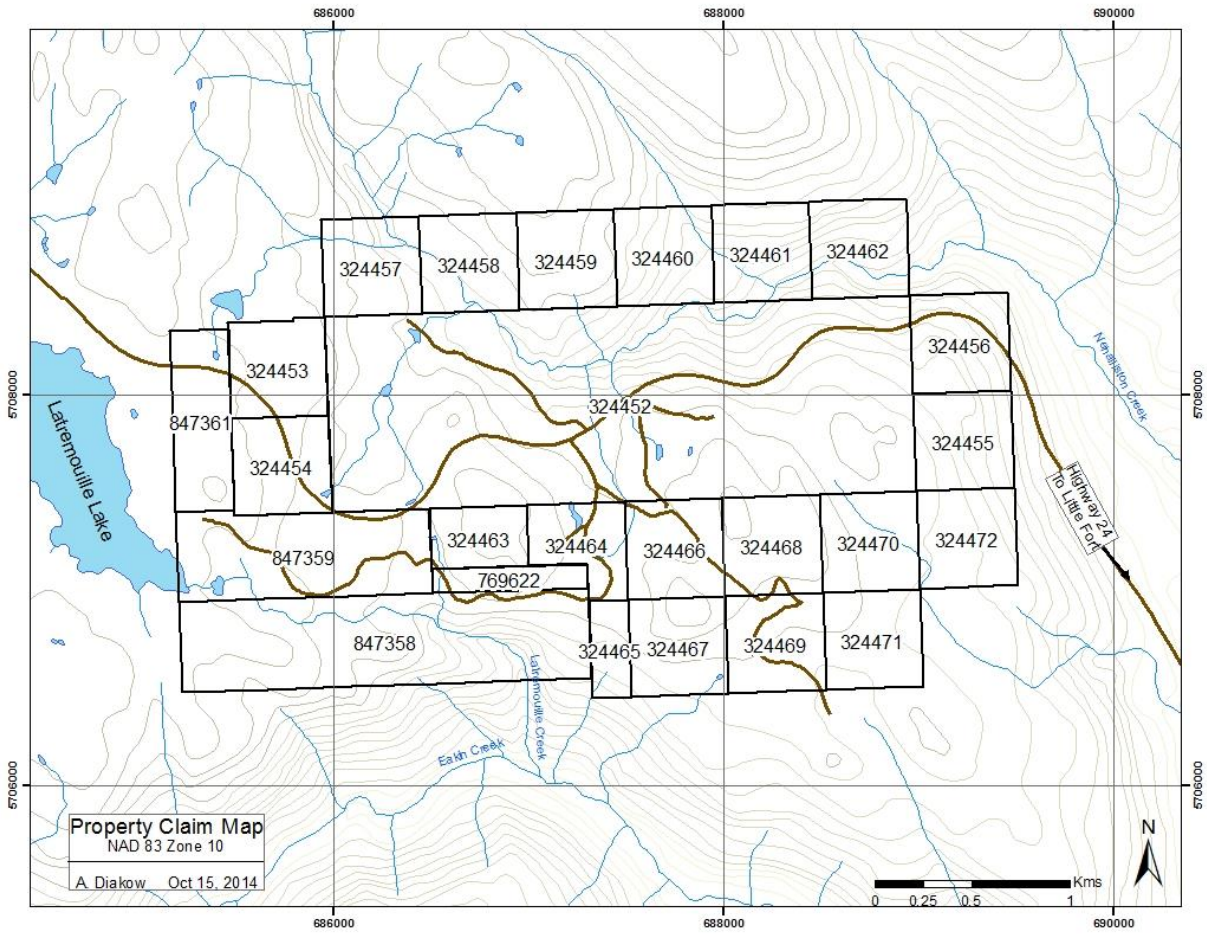 686000
688000
690000
324457
324458
324459
324460
324461
324462
324456
324453
5708000
324452
5708000
847361
Nehalliston Creek
324454
324455
Latremouille Lake
Highway 24
To Little Fort
847359
324463
324464
324466
324468
324470
324472
769622
847358
324465
324467
324469
324471
Latremouille Creek
Eakin Creek
5706000
5706000
Property Claim Map
NAD 83 Zone 10
A. Diakow Oct 15, 2014
N
Kms
0 0.25 0.5 1
686000
688000
690000